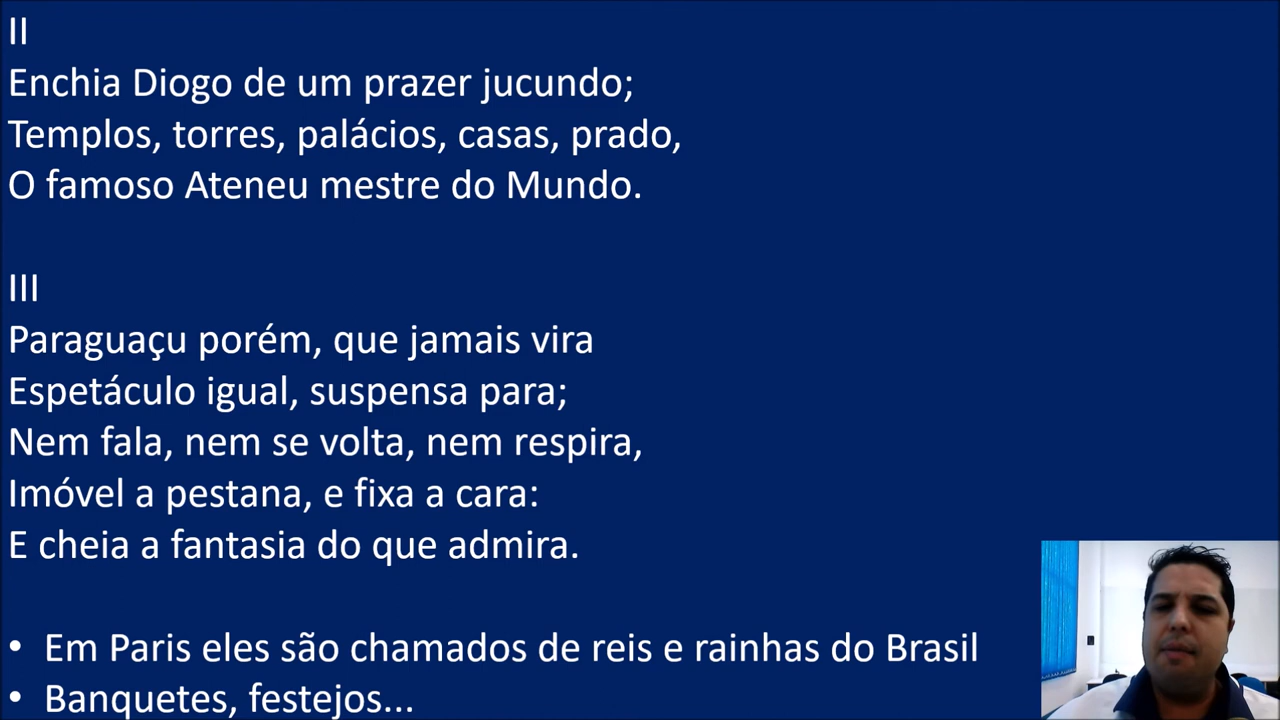 II
Enchia Diogo de um prazer jucundo;
Templos, torres, palácios, casas, prado,
O famoso Ateneu mestre do Mundo.
III
Paraguaçu porém, que jamais vira
Espetáculo igual, suspensa para;
Nem fala, nem se volta, nem respira,
Imóvel a pestana, e fixa a cara:
E cheia a fantasia do que admira.
• Em Paris eles são chamados de reis e rainhas do Brasil
• Banquetes, festejos...